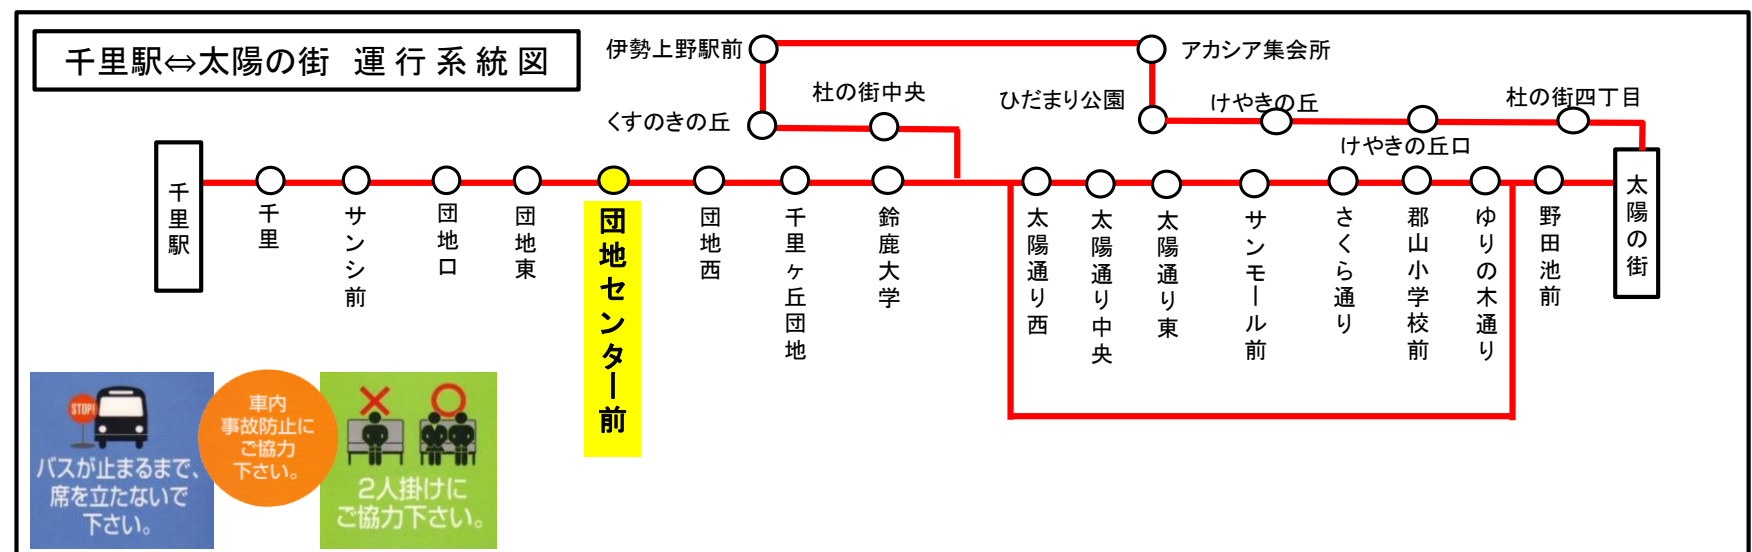 千里駅⇔太陽の街 運行系統図
伊勢上野駅前
アカシア集会所
くすのきの丘
杜の街中央
ひだまり公園
けやきの丘
けやきの丘口
杜の街四丁目
千里駅
千里
サンシ前
団地口
団地東
団地センター前
団地西
千里ヶ丘団地
鈴鹿大学
太陽通り西
太陽通り中央
太陽通り東
サンモール前
さくら通り
郡山小学校前
ゆりの木通り
野田池前
太陽の街
STOP!
バスが止まるまで、
席を立たないで
下さい。
車内
事故防止に
ご協力
下さい。
2人掛けに
ご協力下さい。